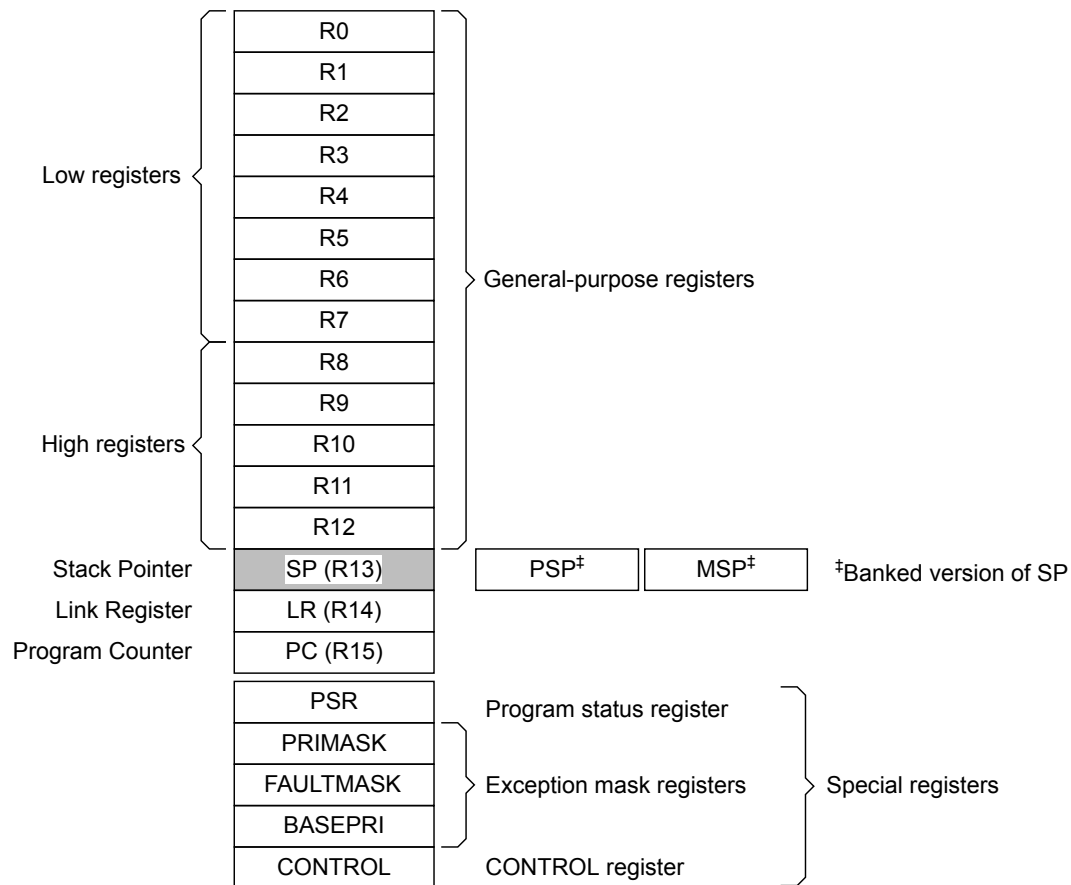 R0
R1
R2
R3
Low registers
R4
R5
R6
General-purpose registers
R7
R8
R9
High registers
R10
R11
R12
Stack Pointer SP (R13) PSP‡ MSP‡ ‡Banked version of SP
Link Register LR (R14)
Program Counter PC (R15)
PSR Program status register
PRIMASK
FAULTMASK Exception mask registers Special registers
BASEPRI
CONTROL CONTROL register